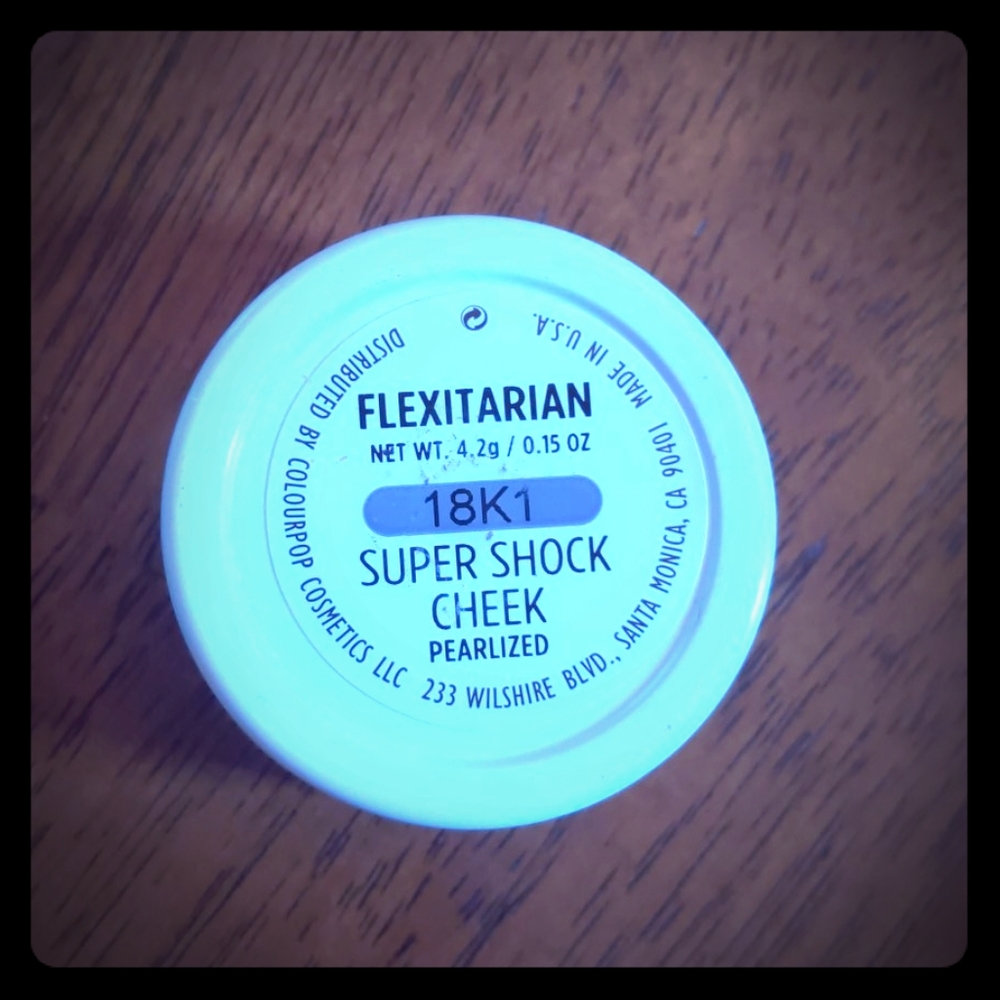 FLEXITARIAN
NET WT. 4.2g / 0.15 OZ
18K1
SUPER SHOCK
CHEEK
PEARLIZED
DISTRIBUTED BY COLOURPOP COSMETICS LLC 233 WILSHIRE BLVD., SANTA MONICA, CA 90401 MADE IN U.S.A.